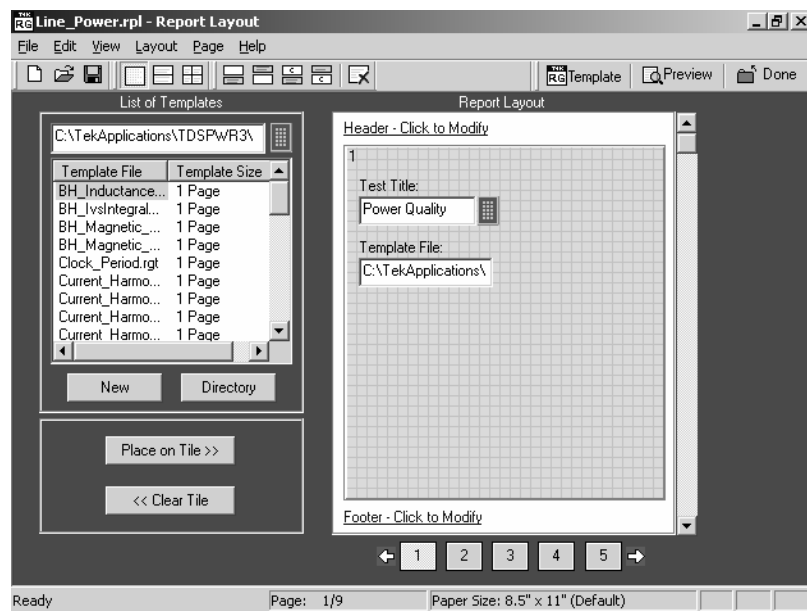 TEK RG Line_Power.rpl - Report Layout
File Edit View Layout Page Help
TEK RG Template Preview Done
List of Templates
C:\TekApplications\TDSPWR3\
Template File Template Size
BH_Inductance... 1 Page
BH_IvsIntegral... 1 Page
BH_Magnetic_... 1 Page
BH_Magnetic_... 1 Page
Clock_Period.rgt 1 Page
Current_Harmo... 1 Page
Current_Harmo... 1 Page
Current_Harmo... 1 Page
Current_Harmo... 1 Page
New Directory
Place on Tile >>
<< Clear Tile
Report Layout
Header - Click to Modify
1
Test Title:
Power Quality
Template File:
C:\TekApplications\
Footer - Click to Modify
1 2 3 4 5
Ready Page: 1/9 Paper Size: 8.5" x 11" (Default)